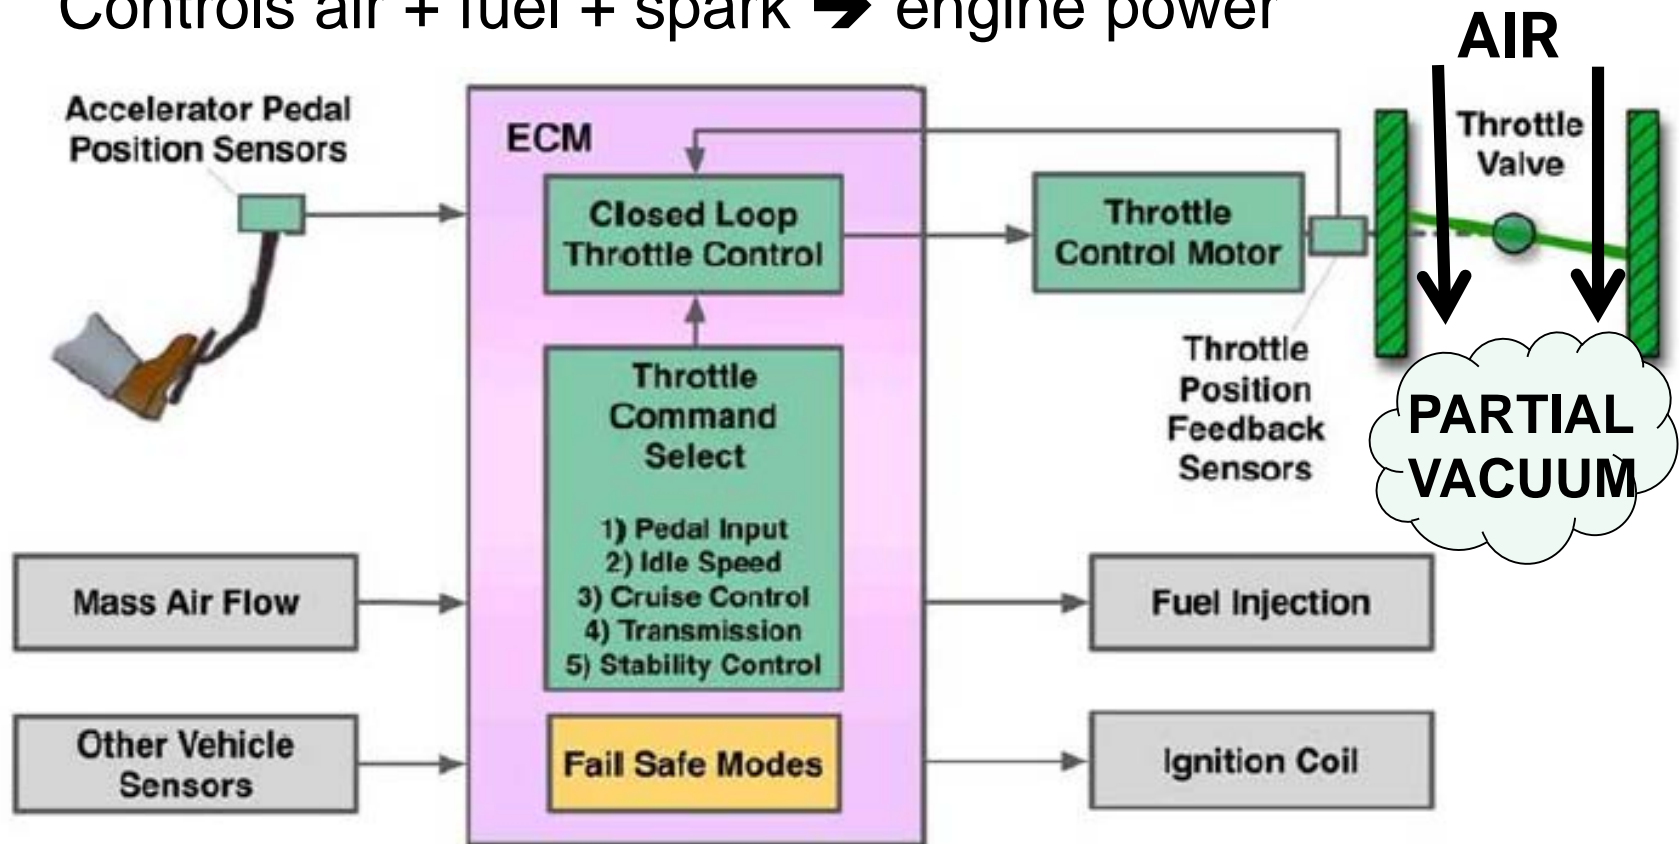 Controls air + fuel + spark ➔ engine power
AIR
Accelerator Pedal
Position Sensors
ECM
Throttle
Valve
Closed Loop
Throttle Control
Throttle
Control Motor
Throttle
Position
Feedback
Sensors
PARTIAL
VACUUM
Throttle
Command
Select
1) Pedal Input
2) Idle Speed
3) Cruise Control
4) Transmission
5) Stability Control
Mass Air Flow
Fuel Injection
Other Vehicle
Sensors
Fail Safe Modes
Ignition Coil